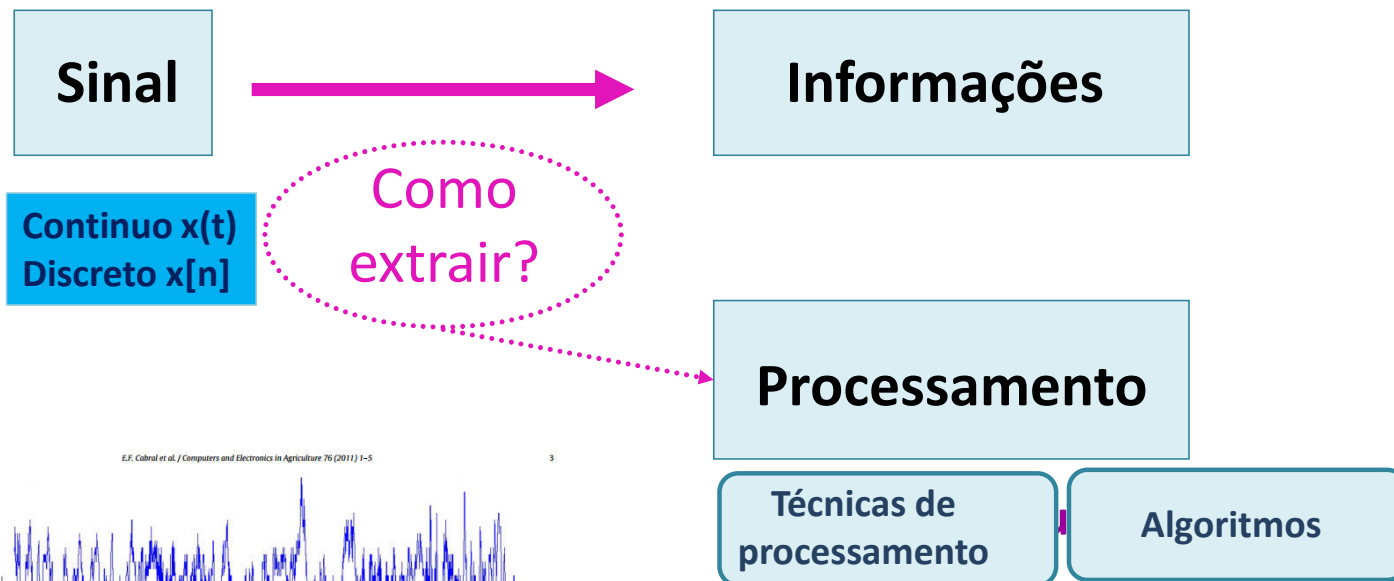 Sinal
Informações
Continuo x(t)
Discreto x[n]
Como
extrair?
Processamento
E.F. Cabral et al. / Computers and Electronics in Agriculture 76 (2011) 1–5
3
Técnicas de
processamento
Algoritmos